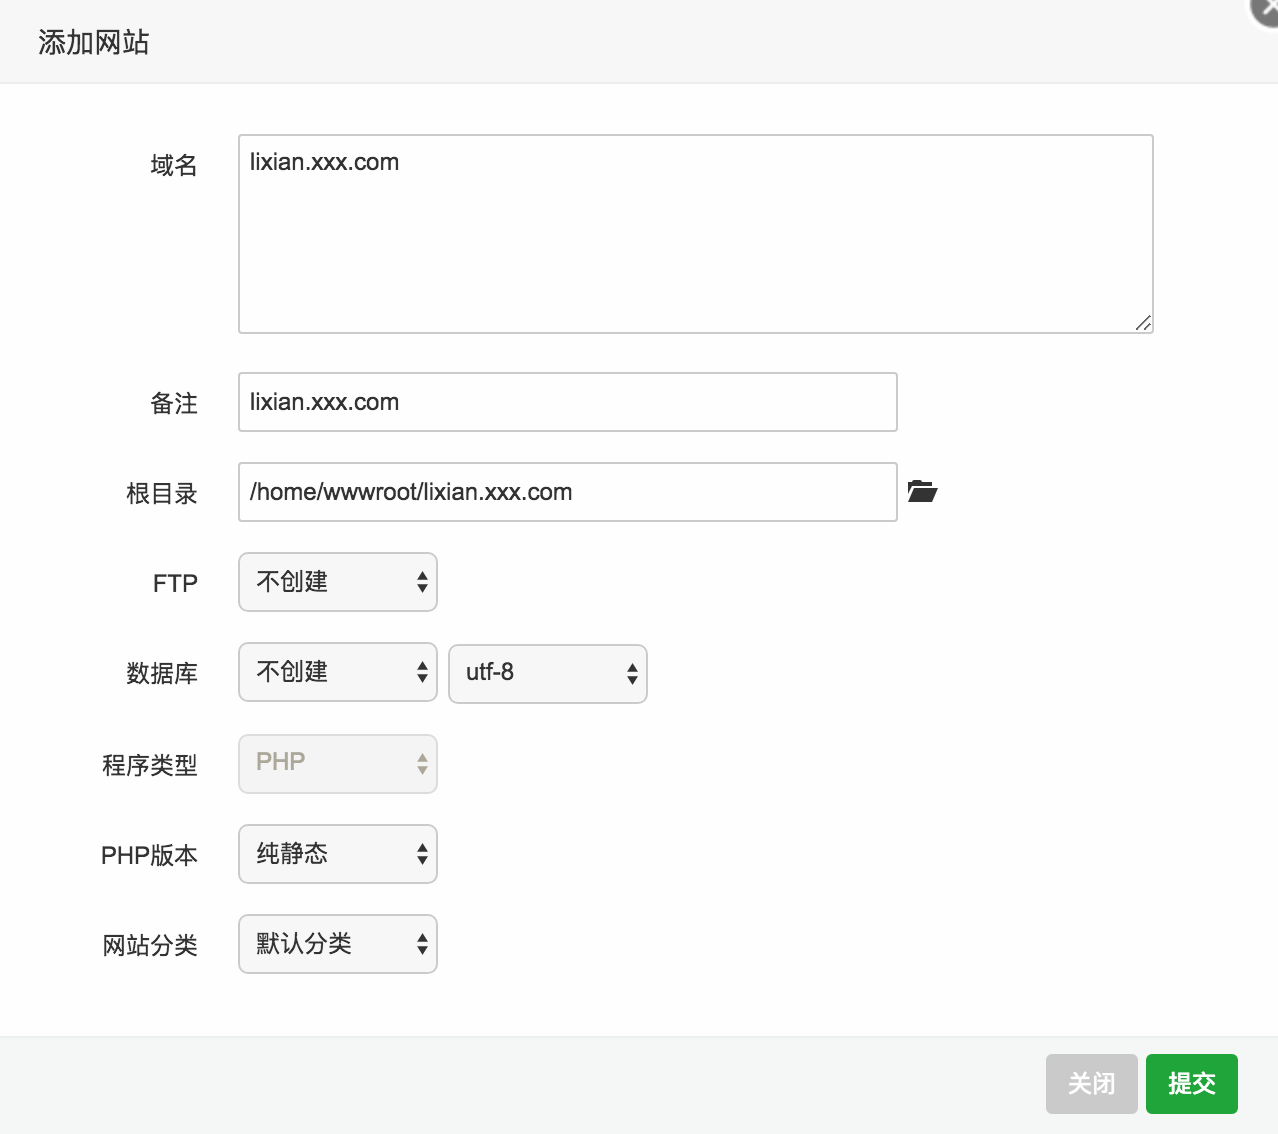 添加网站
域名 lixian.xxx.com
备注 lixian.xxx.com
根目录 /home/wwwroot/lixian.xxx.com
FTP 不创建
数据库 不创建 utf-8
程序类型 PHP
PHP版本 纯静态
网站分类 默认分类
关闭 提交